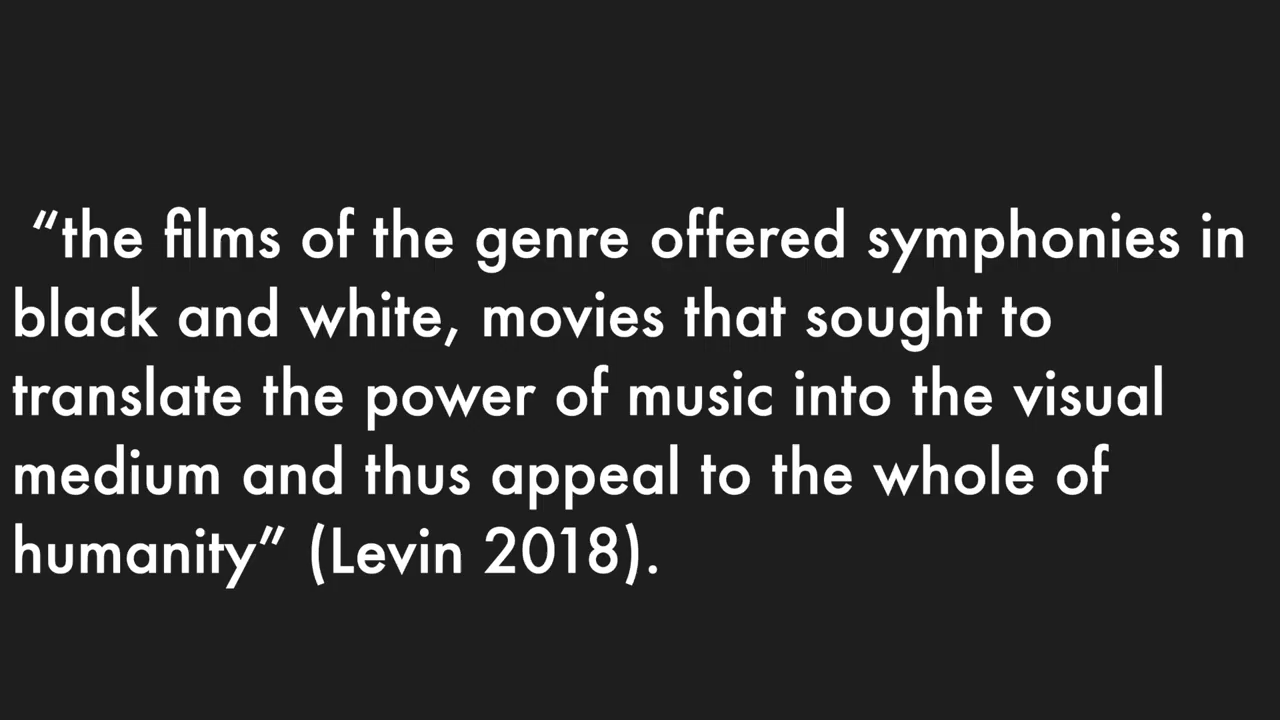 “the films of the genre offered symphonies in
black and white, movies that sought to
translate the power of music into the visual
medium and thus appeal to the whole of
humanity” (Levin 2018).